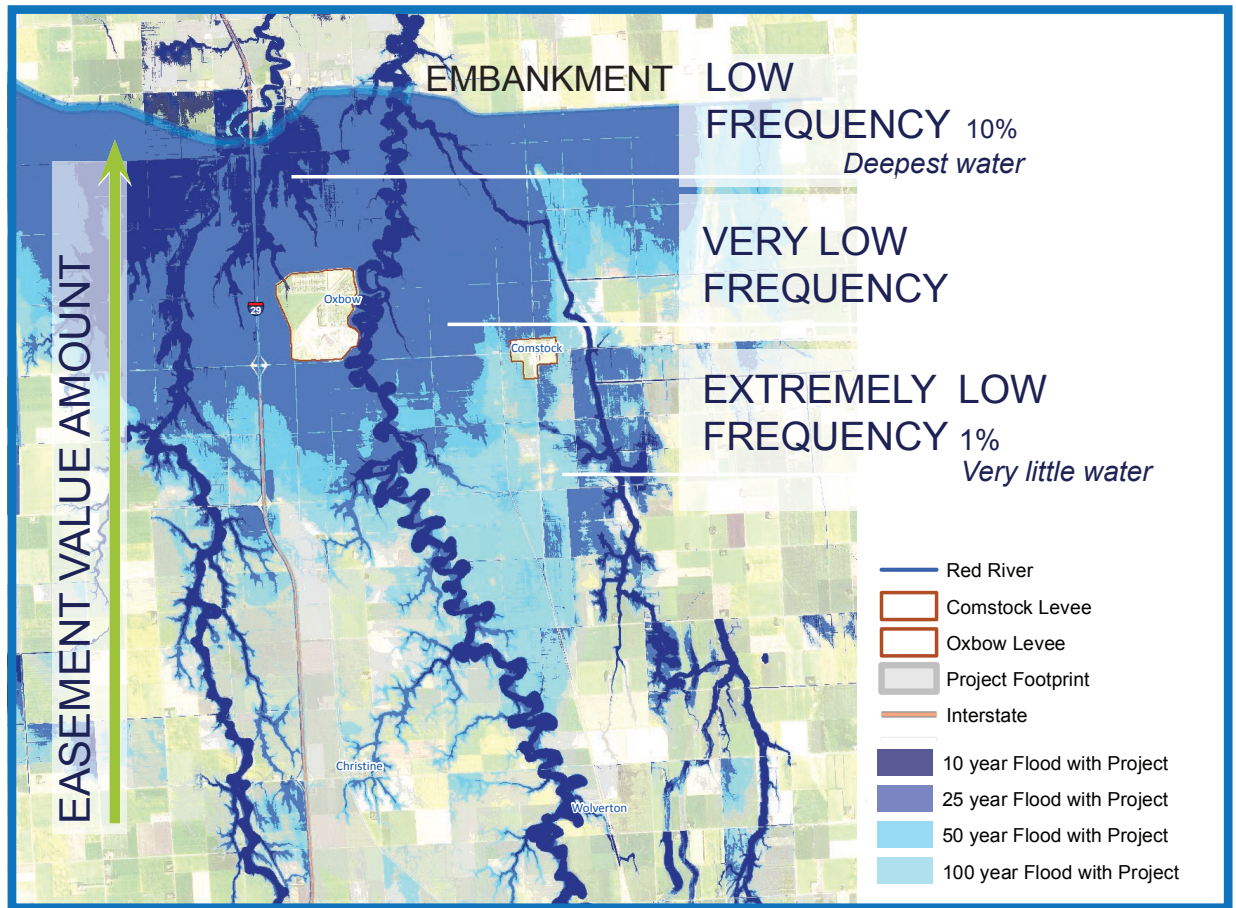 EMBANKMENT
LOW
FREQUENCY 10%
Deepest water
VERY LOW
FREQUENCY
EXTREMELY LOW
FREQUENCY 1%
Very little water
EASEMENT VALUE AMOUNT
29
Oxbow
Comstock
Christine
Wolverton
Red River
Comstock Levee
Oxbow Levee
Project Footprint
Interstate
10 year Flood with Project
25 year Flood with Project
50 year Flood with Project
100 year Flood with Project